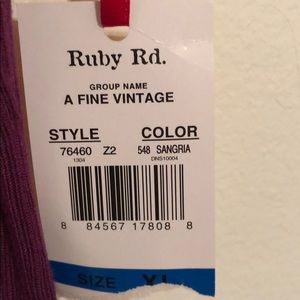 Ruby Rd.
GROUP NAME
A FINE VINTAGE
STYLE COLOR
76460 Z2 548 SANGRIA
1304 DNS10004
8 84567 17808 8
SIZE XL